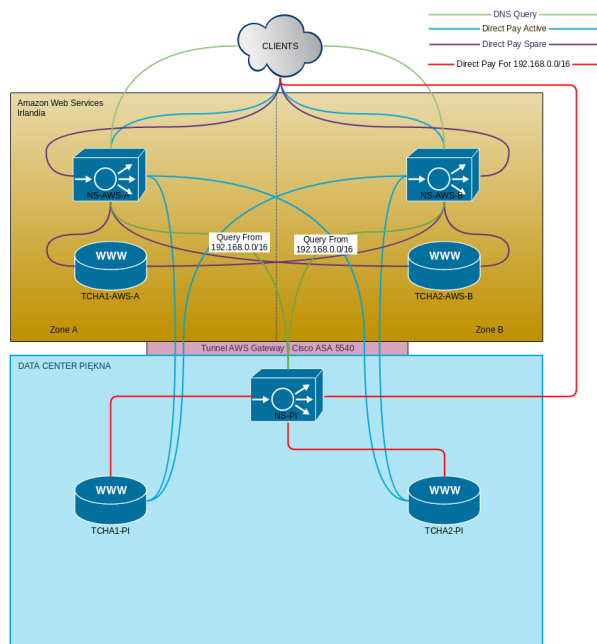 DNS Query
Direct Pay Active
Direct Pay Spare
Direct Pay For 192.168.0.0/16
CLIENTS
Amazon Web Services
Irlandia
NS-AWS-A
NS-AWS-B
Query From
192.168.0.0/16
Query From
192.168.0.0/16
WWW
TCHA1-AWS-A
WWW
TCHA2-AWS-B
Zone A
Zone B
Tunnel AWS Gateway - Cisco ASA 5540
DATA CENTER PIĘKNA
NS-PI
WWW
TCHA1-PI
WWW
TCHA2-PI